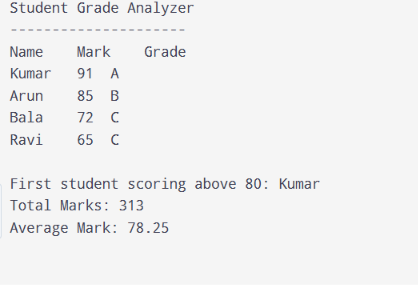 Student Grade Analyzer
---------------------
Name    Mark    Grade
Kumar   91  A
Arun    85  B
Bala    72  C
Ravi    65  C

First student scoring above 80: Kumar
Total Marks: 313
Average Mark: 78.25